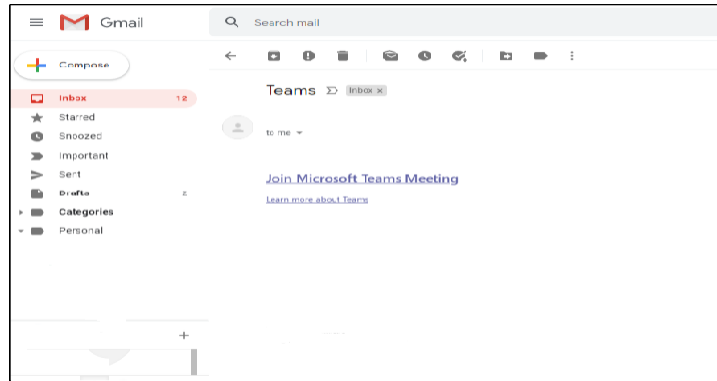 Gmail
Search mail
Compose
Inbox 12
Starred
Snoozed
Important
Sent
Drafts
Categories
Personal
Teams Inbox x
to me
Join Microsoft Teams Meeting
Learn more about Teams
+